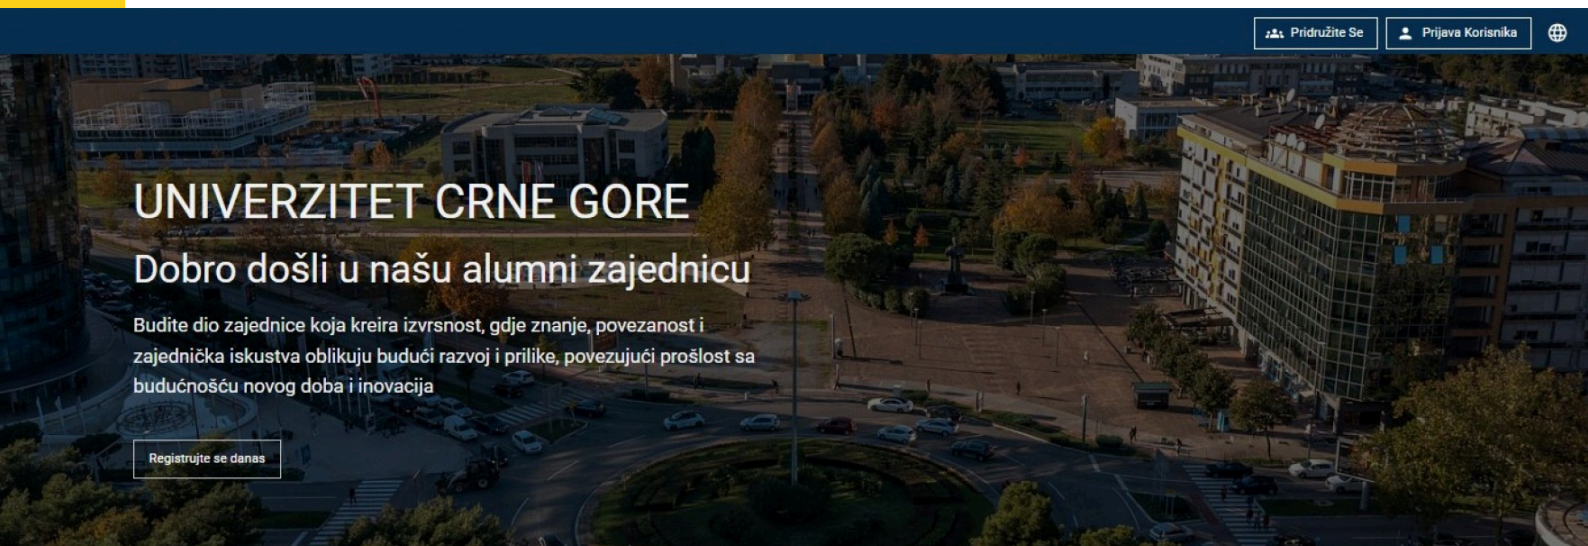 Pridružite Se
Prijava Korisnika
UNIVERZITET CRNE GORE
Dobro došli u našu alumni zajednicu
Budite dio zajednice koja kreira izvrsnost, gdje znanje, povezanost i
zajednička iskustva oblikuju budući razvoj i prilike, povezujući prošlost sa
budućnošću novog doba i inovacija
Registrujte se danas